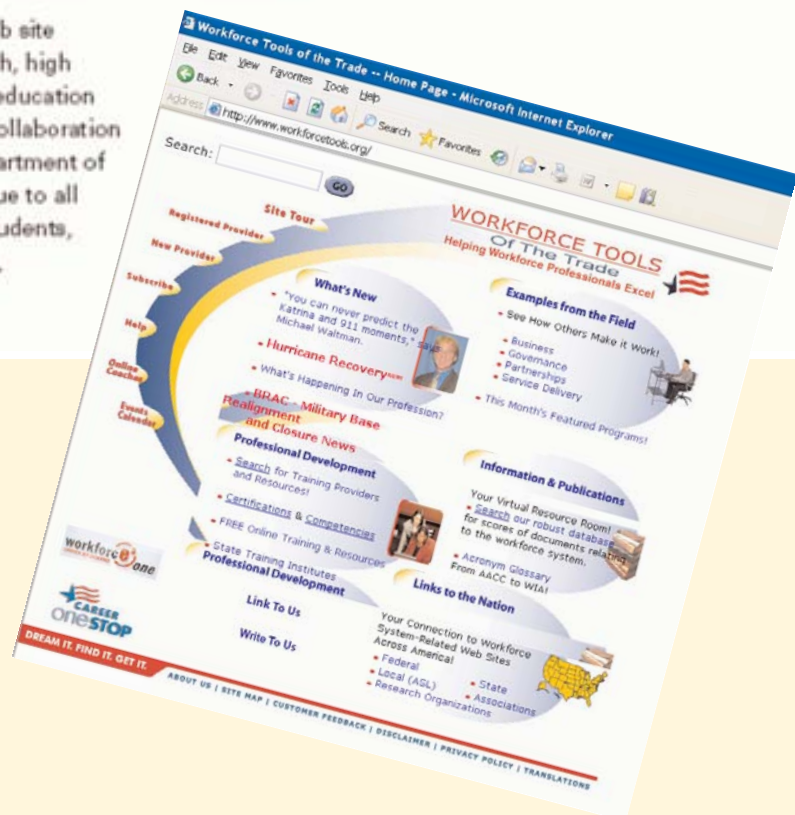 b site
h, high
education
ollaboration
artment of
ue to all
udents,
Workforce Tools of the Trade -- Home Page - Microsoft Internet Explorer
File Edit View Favorites Tools Help
Back Search Favorites
Address http://www.workforcetools.org/
Search: GO
Site Tour
Registered Provider
New Provider
Subscribe
Help
Online
Coaches
Events
Calendar
WORKFORCE TOOLS
Of The Trade
Helping Workforce Professionals Excel
What's New
• "You can never predict the
Katrina and 911 moments," says
Michael Waltman.
• Hurricane Recovery
• What's Happening In Our Profession?
• BRAC - Military Base
Realignment
and Closure News
Examples from the Field
• See How Others Make it Work!
• Business
• Governance
• Partnerships
• Service Delivery
• This Month's Featured Programs!
Professional Development
• Search for Training Providers
and Resources!
• Certifications & Competencies
• FREE Online Training & Resources
• State Training Institutes
Professional Development
Information & Publications
Your Virtual Resource Room!
• Search our robust database
for scores of documents relating
to the workforce system.
• Acronym Glossary
From AACC to WIA!
Link To Us
Write To Us
Links to the Nation
Your Connection to Workforce
System-Related Web Sites
Across America!
• Federal
• Local (ASL)
• Research Organizations
• State
• Associations
workforce one
CAREER
OneSTOP
DREAM IT. FIND IT. GET IT.
ABOUT US | SITE MAP | CUSTOMER FEEDBACK | DISCLAIMER | PRIVACY POLICY | TRANSLATIONS